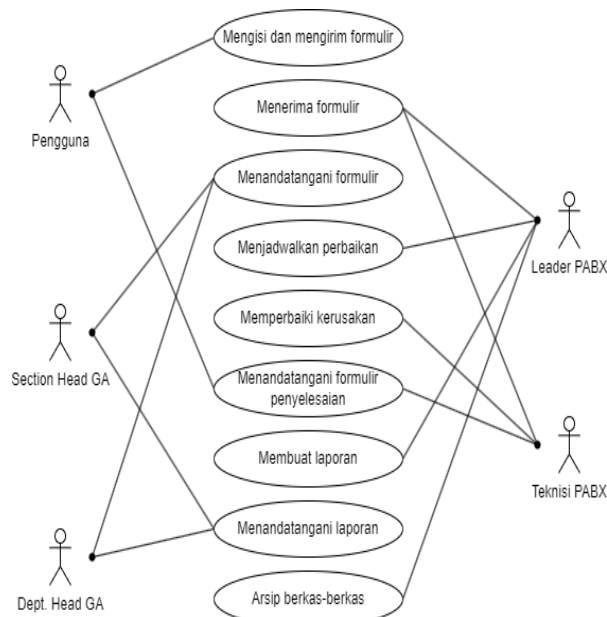 Mengisi dan mengirim formulir
Pengguna
Menerima formulir
Menandatangani formulir
Menjadwalkan perbaikan
Leader PABX
Memperbaiki kerusakan
Section Head GA
Menandatangani formulir
penyelesaian
Membuat laporan
Teknisi PABX
Menandatangani laporan
Dept. Head GA
Arsip berkas-berkas